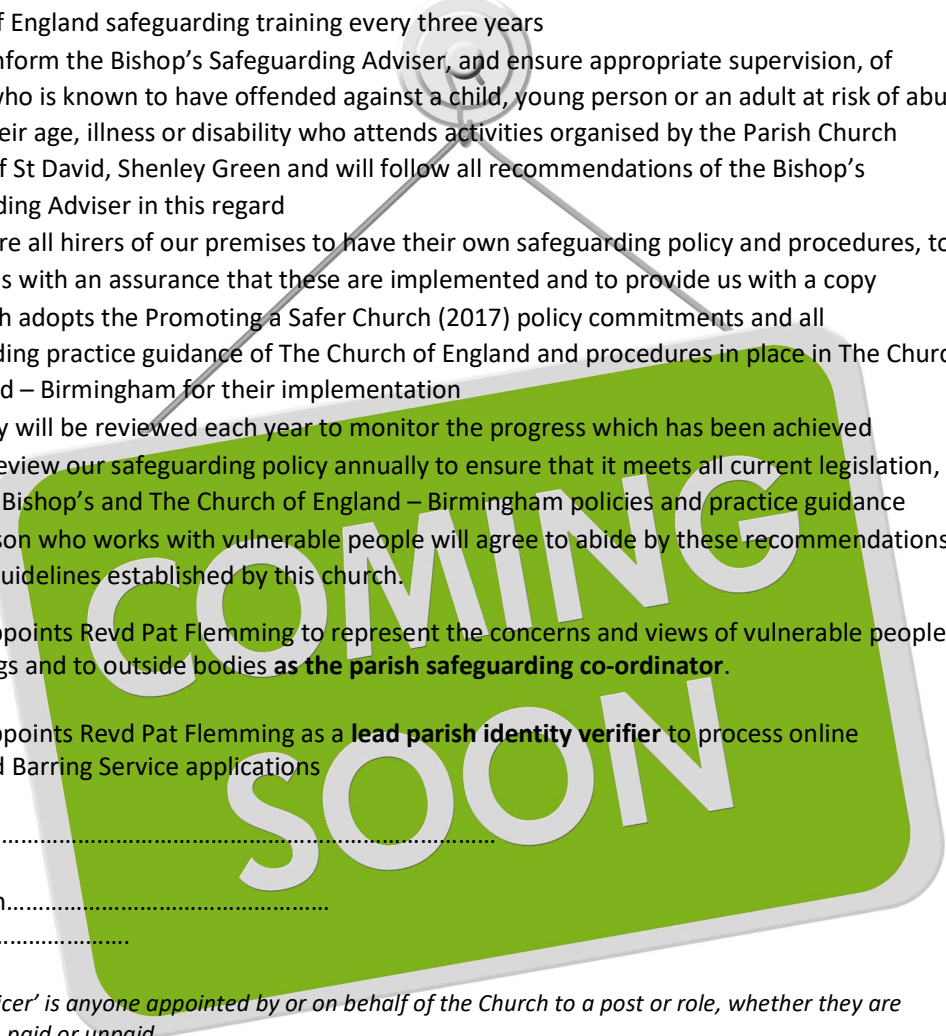 f England safeguarding training every three years
nform the Bishop's Safeguarding Adviser, and ensure appropriate supervision, of
who is known to have offended against a child, young person or an adult at risk of abu
eir age, illness or disability who attends activities organised by the Parish Church
f St David, Shenley Green and will follow all recommendations of the Bishop's
ding Adviser in this regard
re all hirers of our premises to have their own safeguarding policy and procedures, to
s with an assurance that these are implemented and to provide us with a copy
h adopts the Promoting a Safer Church (2017) policy commitments and all
ding practice guidance of The Church of England and procedures in place in The Churc
d – Birmingham for their implementation
y will be reviewed each year to monitor the progress which has been achieved
eview our safeguarding policy annually to ensure that it meets all current legislation,
Bishop's and The Church of England – Birmingham policies and practice guidance
son who works with vulnerable people will agree to abide by these recommendations
uidelines established by this church.
COMING
ppoints Revd Pat Flemming to represent the concerns and views of vulnerable people
gs and to outside bodies as the parish safeguarding co-ordinator.
SOON
ppoints Revd Pat Flemming as a lead parish identity verifier to process online
d Barring Service applications
……………………………………………………………
n……………………………………
…………….
icer' is anyone appointed by or on behalf of the Church to a post or role, whether they are
paid or unpaid